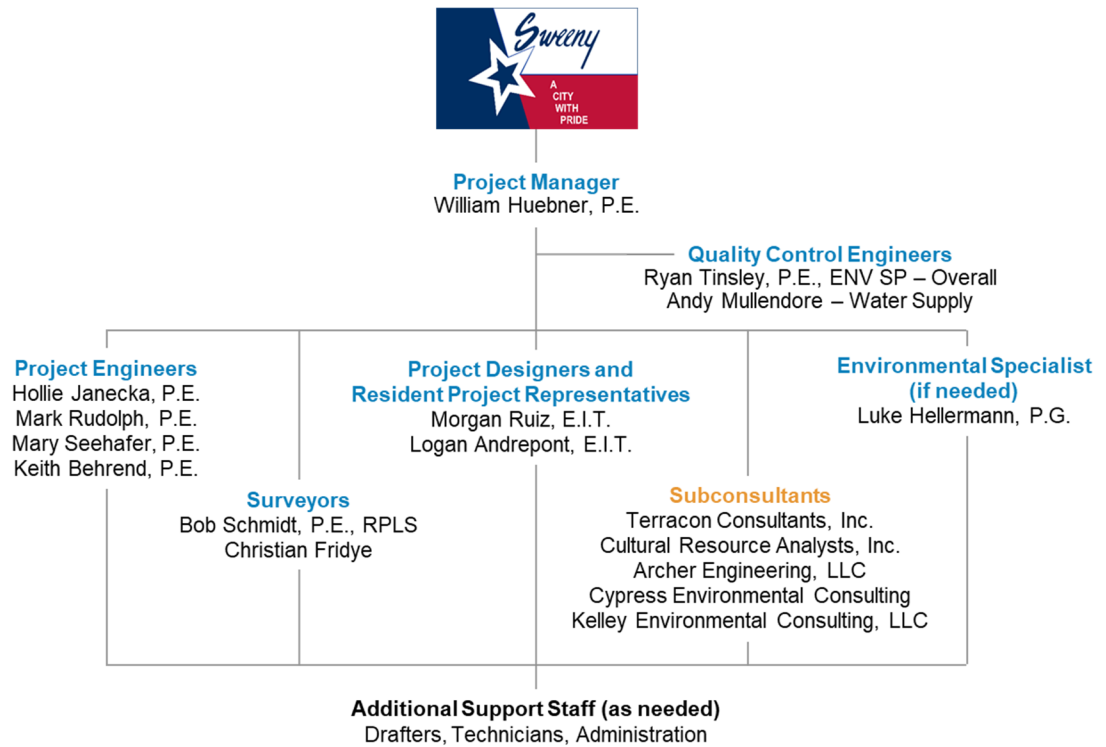 Sweeny
A
CITY
WITH
PRIDE
Project Manager
William Huebner, P.E.
Quality Control Engineers
Ryan Tinsley, P.E., ENV SP – Overall
Andy Mullendore – Water Supply
Project Engineers
Hollie Janecka, P.E.
Mark Rudolph, P.E.
Mary Seehafer, P.E.
Keith Behrend, P.E.
Surveyors
Bob Schmidt, P.E., RPLS
Christian Fridye
Project Designers and
Resident Project Representatives
Morgan Ruiz, E.I.T.
Logan Andrepont, E.I.T.
Subconsultants
Terracon Consultants, Inc.
Cultural Resource Analysts, Inc.
Archer Engineering, LLC
Cypress Environmental Consulting
Kelley Environmental Consulting, LLC
Environmental Specialist
(if needed)
Luke Hellermann, P.G.
Additional Support Staff (as needed)
Drafters, Technicians, Administration